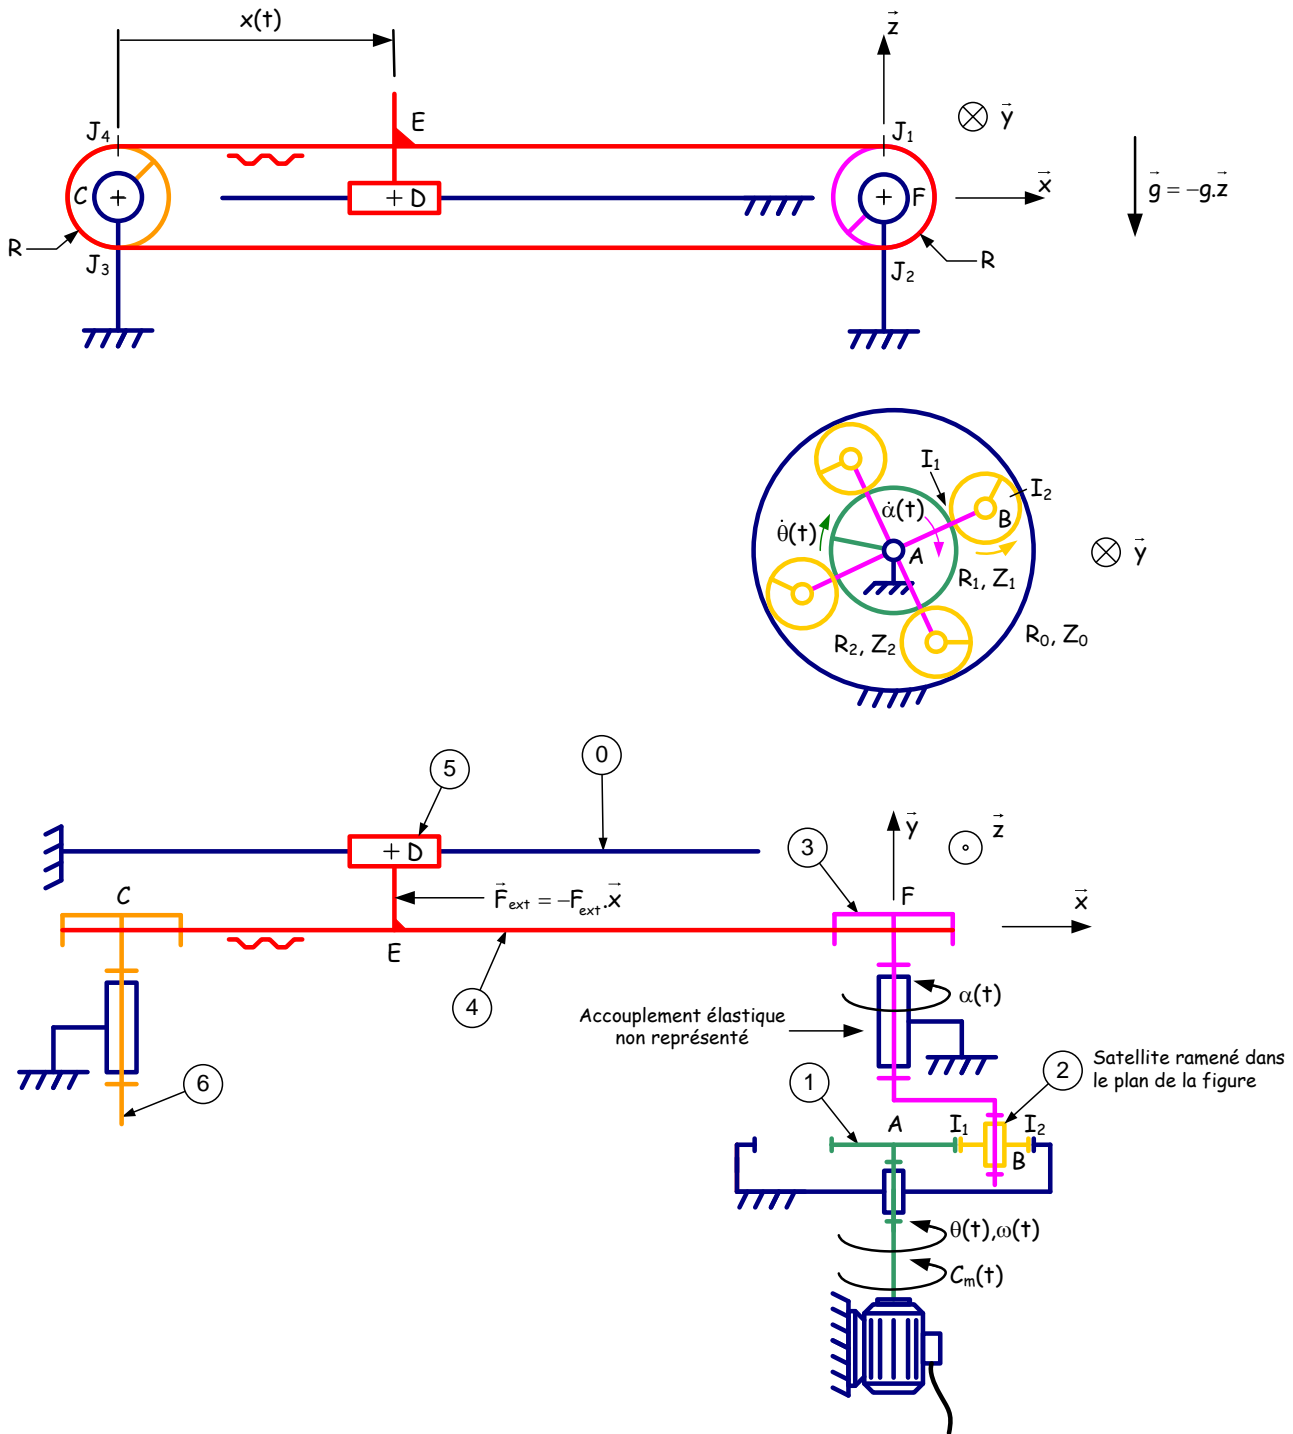 x(t)
z⃗
J₄
E
J₁
y⃗
C
D
F
x⃗
g⃗ = -g.z⃗
R
J₃
J₂
R
I₁
I₂
θ̇(t)
α̇(t)
B
A
y⃗
R₁, Z₁
R₂, Z₂
R₀, Z₀
5
0
D
y⃗
z⃗
3
C
F⃗ext = -Fext.x⃗
F
x⃗
E
4
α(t)
Accouplement élastique
non représenté
2
Satellite ramené dans
le plan de la figure
6
1
A
I₁
I₂
B
θ(t),ω(t)
Cₘ(t)